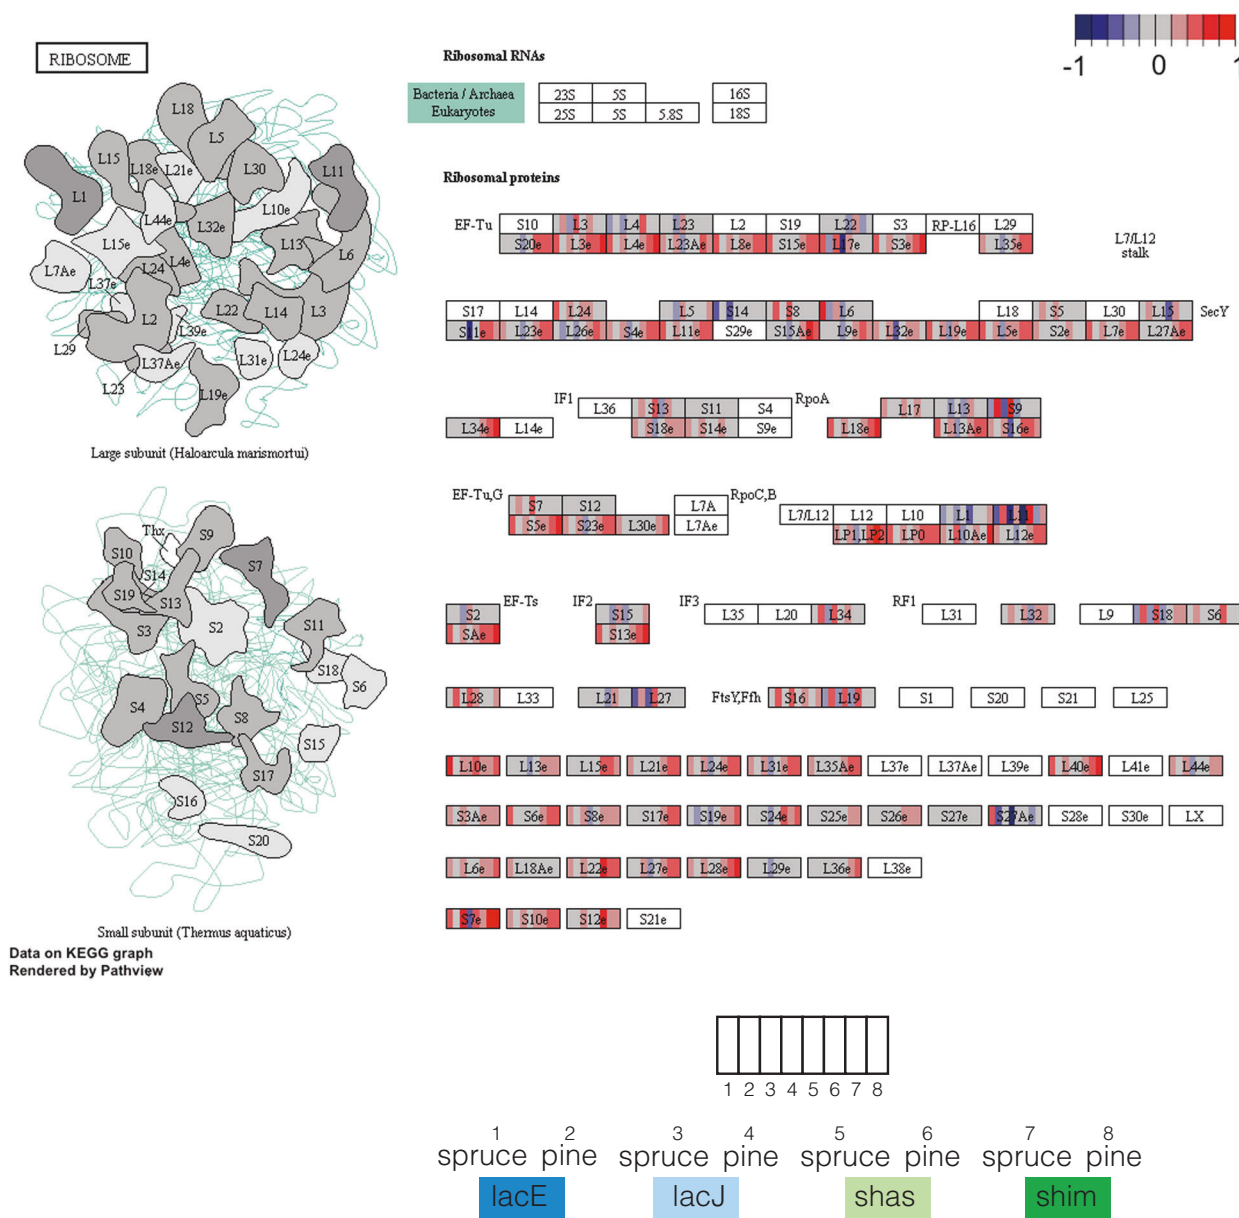 RIBOSOME
-1 0 1
Ribosomal RNAs
Bacteria / Archaea 23S 5S 16S
Eukaryotes 25S 5S 5.8S 18S
Ribosomal proteins
EF-Tu S10 L3 L4 L23 L2 S19 L22 S3 RP-L16 L29
S20e L3e L4e L23Ae L8e S15e L17e S3e L35e
L7/L12
stalk
S17 L14 L24 L5 S14 S8 L6 L18 S5 L30 L15 SecY
S11e L23e L26e S4e L11e S29e S15Ae L9e L32e L19e L5e S2e L7e L27Ae
IF1 L36 S13 S11 S4 RpoA L17 L13 S9
L34e L14e S18e S14e S9e L18e L13Ae S16e
EF-Tu,G S7 S12 L7A RpoC,B L7/L12 L12 L10 L1 L11
S5e S23e L30e L7Ae LP1,LP2 LP0 L10Ae L12e
S2 EF-Ts IF2 S15 IF3 L35 L20 L34 RF1 L31 L32 L9 S18 S6
SAe S13e
L28 L33 L21 L27 FtsY,Ffh S16 L19 S1 S20 S21 L25
L10e L13e L15e L21e L24e L31e L35Ae L37e L37Ae L39e L40e L41e L44e
S3Ae S6e S8e S17e S19e S24e S25e S26e S27e S27Ae S28e S30e LX
L6e L18Ae L22e L27e L28e L29e L36e L38e
S7e S10e S12e S21e
L18
L5
L15
L18e
L21e
L30
L11
L1
L10e
L44e
L32e
L15e
L13
L6
L7Ae
L24
L4e
L37e
L22
L14
L3
L2
L39e
L29
L37Ae
L31e
L24e
L23
L19e
Large subunit (Haloarcula marismortui)
Thx
S9
S10
S7
S14
S19
S13
S3
S2
S11
S18
S6
S4
S5
S12
S8
S15
S17
S16
S20
Small subunit (Thermus aquaticus)
Data on KEGG graph
Rendered by Pathview
1 2 3 4 5 6 7 8
1 2 3 4 5 6 7 8
spruce pine spruce pine spruce pine spruce pine
lacE lacJ shas shim